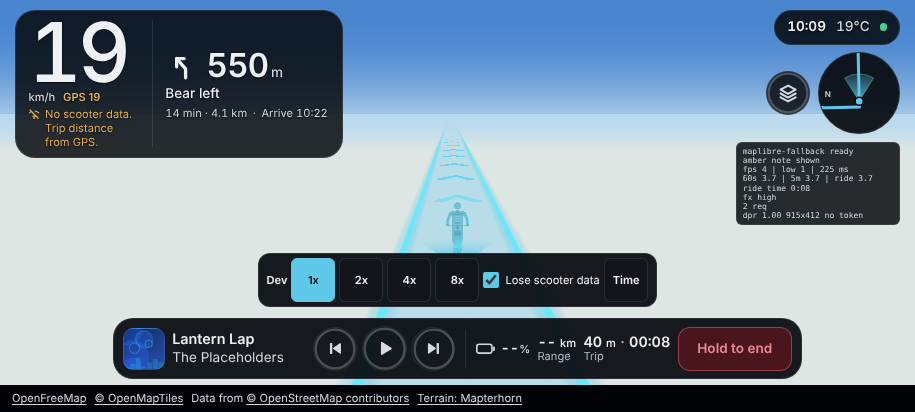 19
km/h GPS 19
No scooter data.
Trip distance
from GPS.
550 m
Bear left
14 min · 4.1 km · Arrive 10:22
10:09 19°C
N
maplibre-fallback ready
amber note shown
fps 4 | low 1 | 225 ms
60s 3.7 | 5m 3.7 | ride 3.7
ride time 0:08
fx high
2 req
dpr 1.00 915x412 no token
Dev 1x 2x 4x 8x Lose scooter data Time
Lantern Lap
The Placeholders
--% -- km 40 m · 00:08
Range Trip
Hold to end
OpenFreeMap © OpenMapTiles Data from © OpenStreetMap contributors Terrain: Mapterhorn